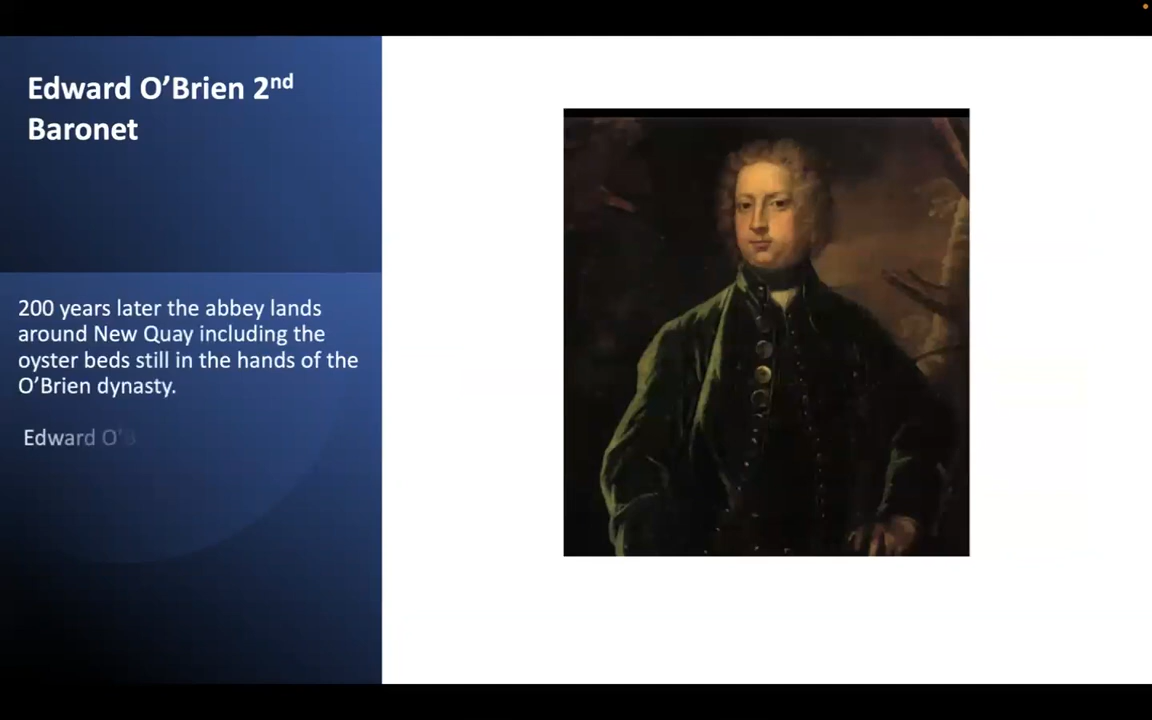 Edward O’Brien 2nd
Baronet
200 years later the abbey lands
around New Quay including the
oyster beds still in the hands of the
O’Brien dynasty.
Edward